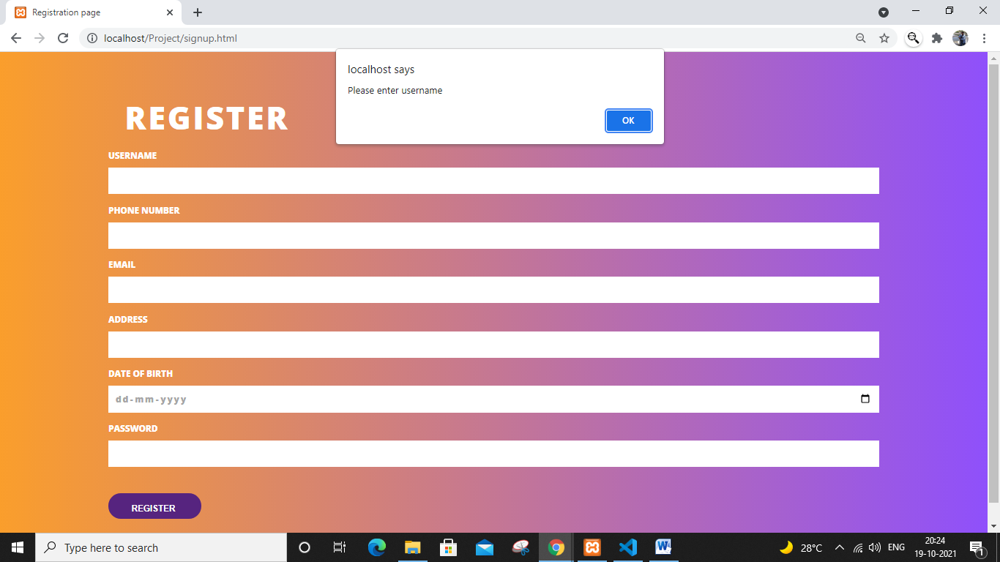 Registration page
localhost/Project/signup.html
localhost says
Please enter username
OK
REGISTER
USERNAME
PHONE NUMBER
EMAIL
ADDRESS
DATE OF BIRTH
dd-mm-yyyy
PASSWORD
REGISTER
Type here to search
28°C
ENG
20:24
19-10-2021
1